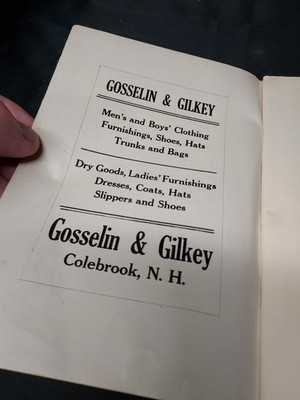 GOSSELIN & GILKEY
Men's and Boys' Clothing
Furnishings, Shoes, Hats
Trunks and Bags
Dry Goods, Ladies' Furnishings
Dresses, Coats, Hats
Slippers and Shoes
Gosselin & Gilkey
Colebrook, N. H.